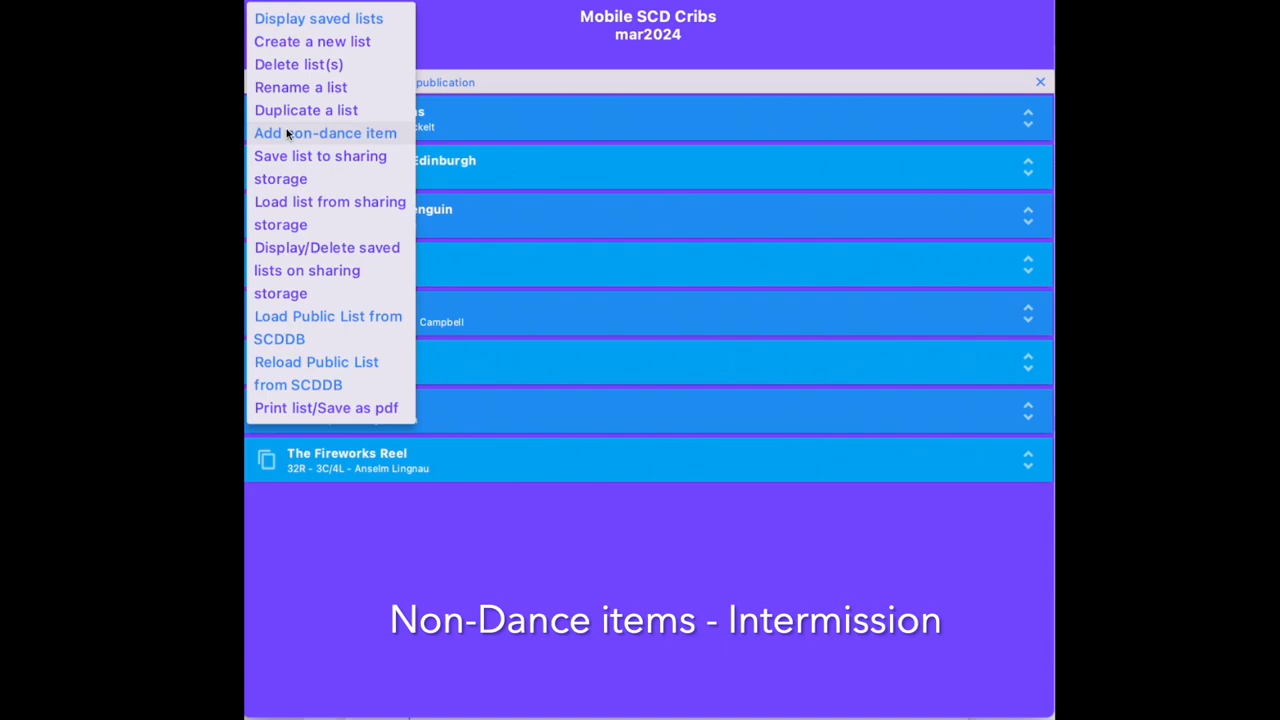 Mobile SCD Cribs
mar2024
Display saved lists
Create a new list
Delete list(s)
Rename a list
Duplicate a list
Add non-dance item
Save list to sharing
storage
Load list from sharing
storage
Display/Delete saved
lists on sharing
storage
Load Public List from
SCDDB
Reload Public List
from SCDDB
Print list/Save as pdf
publication
Edinburgh
Campbell
The Fireworks Reel
32R - 3C/4L - Anselm Lingnau
Non-Dance items - Intermission